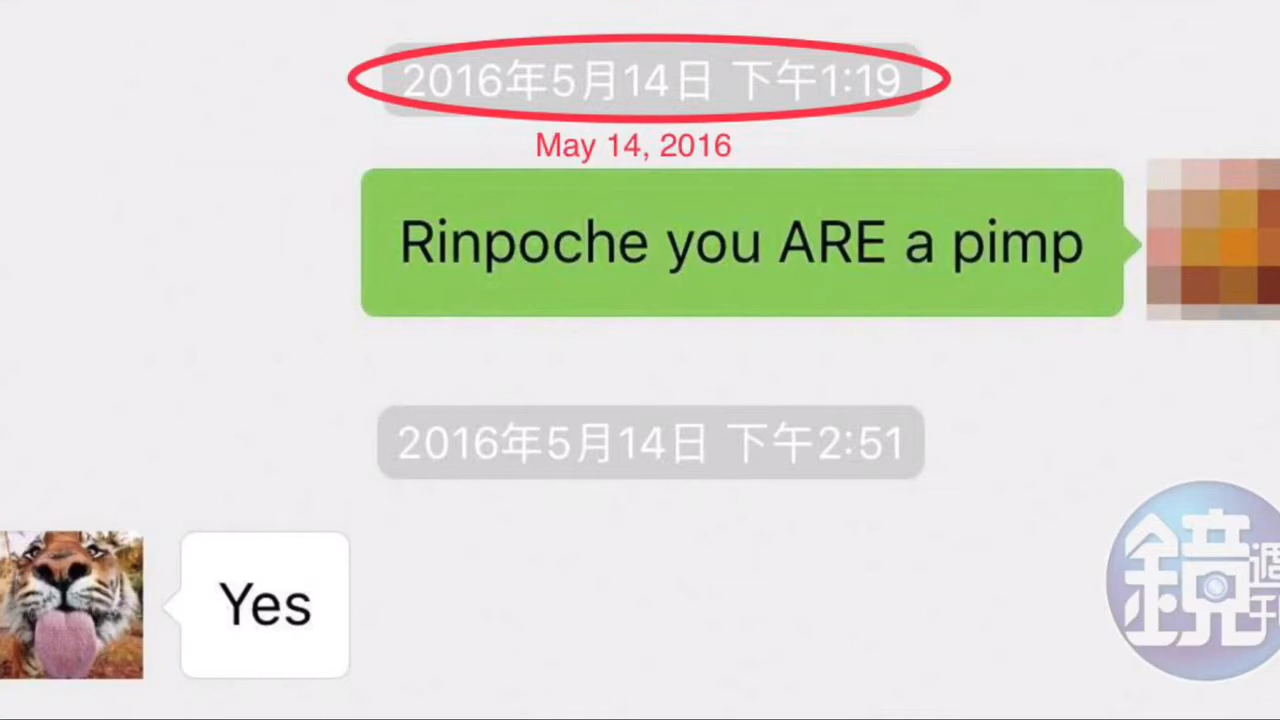 2016年5月14日 下午1:19
May 14, 2016
Rinpoche you ARE a pimp
2016年5月14日 下午2:51
Yes
鏡週刊